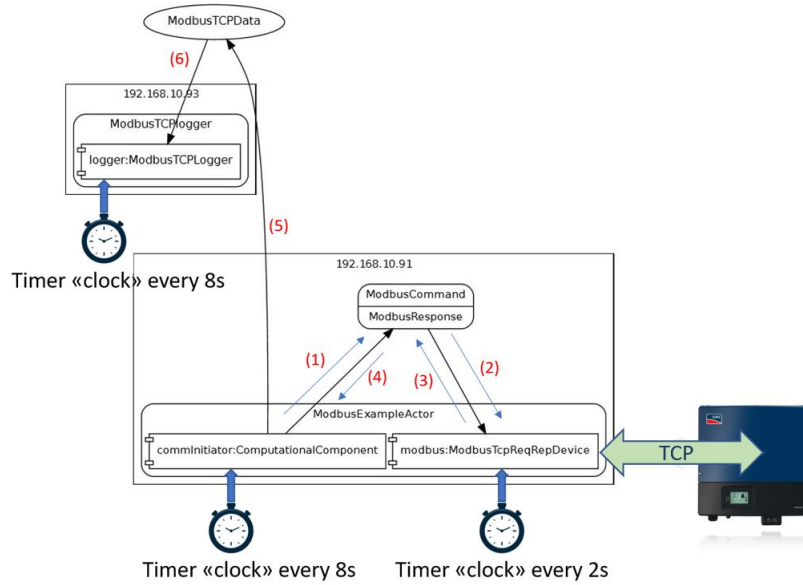 ModbusTCPData
(6)
192.168.10.93
ModbusTCPlogger
logger:ModbusTCPLogger
(5)
Timer «clock» every 8s
192.168.10.91
ModbusCommand
ModbusResponse
(1)
(4)
(3)
(2)
ModbusExampleActor
commInitiator:ComputationalComponent
modbus:ModbusTcpReqRepDevice
TCP
Timer «clock» every 8s
Timer «clock» every 2s